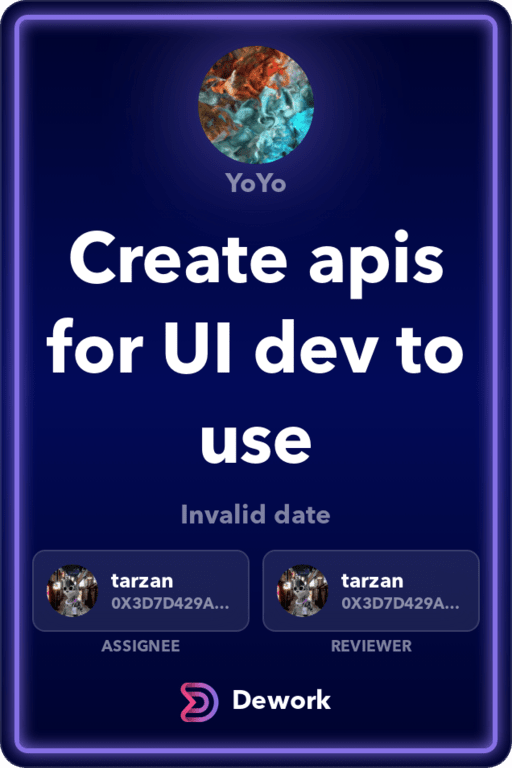 YoYo
Create apis
for UI dev to
use
Invalid date
tarzan
0X3D7D429A...
ASSIGNEE
tarzan
0X3D7D429A...
REVIEWER
Dework